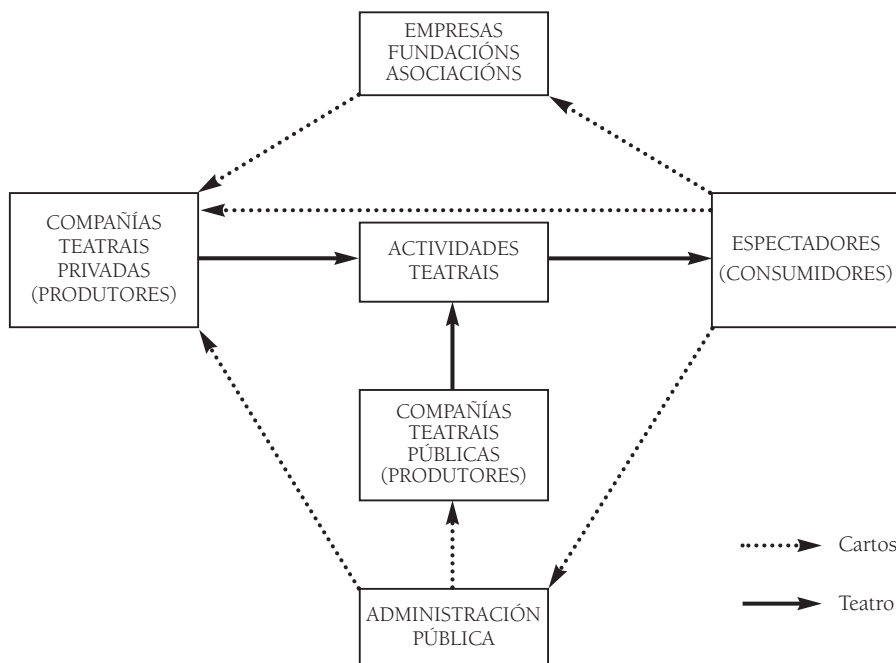 EMPRESAS
FUNDACIÓNS
ASOCIACIÓNS
COMPAÑÍAS
TEATRAIS
PRIVADAS
(PRODUTORES)
ACTIVIDADES
TEATRAIS
ESPECTADORES
(CONSUMIDORES)
COMPAÑÍAS
TEATRAIS
PÚBLICAS
(PRODUTORES)
Cartos
ADMINISTRACIÓN
PÚBLICA
Teatro